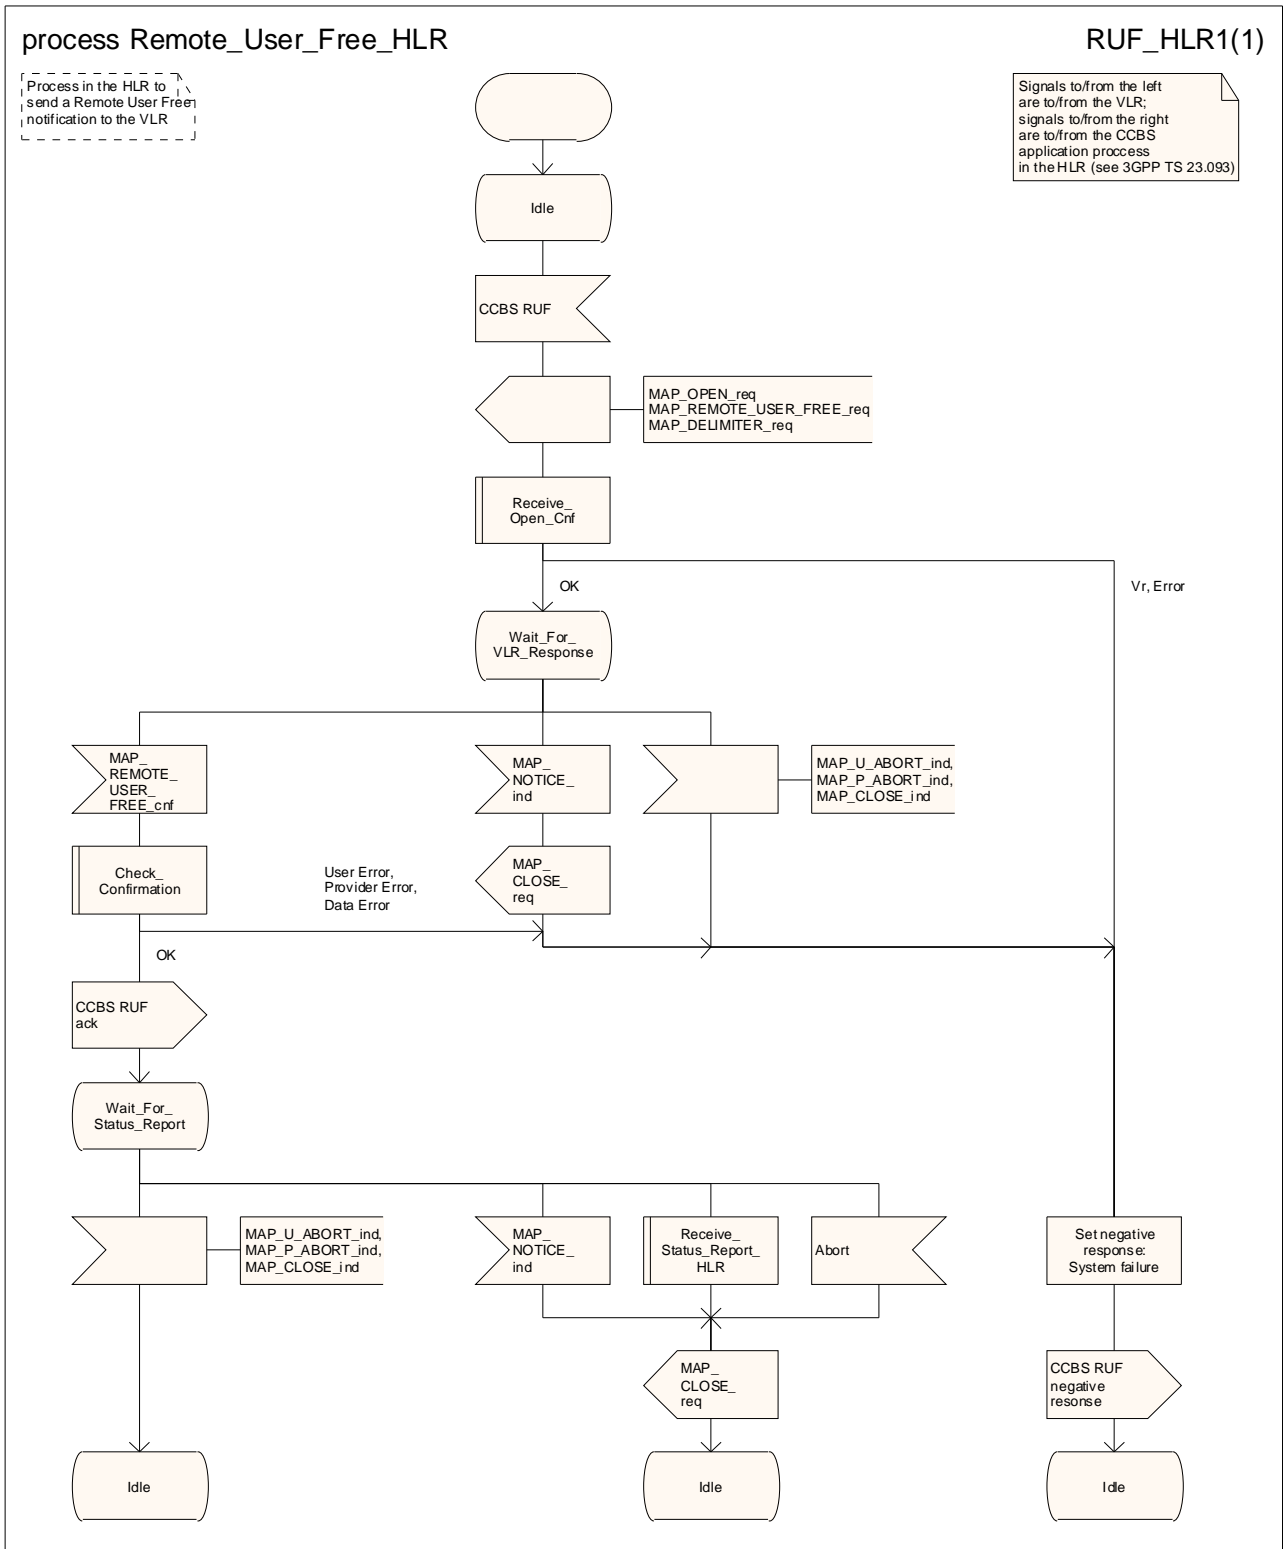 process Remote_User_Free_HLR
RUF_HLR1(1)
Process in the HLR to
send a Remote User Free
notification to the VLR
Signals to/from the left
are to/from the VLR;
signals to/from the right
are to/from the CCBS
application proccess
in the HLR (see 3GPP TS 23.093)
Idle
CCBS RUF
MAP_OPEN_req
MAP_REMOTE_USER_FREE_req
MAP_DELIMITER_req
Receive_
Open_Cnf
OK
Vr, Error
Wait_For_
VLR_Response
MAP_
REMOTE_
USER_
FREE_cnf
MAP_
NOTICE_
ind
MAP_U_ABORT_ind,
MAP_P_ABORT_ind,
MAP_CLOSE_ind
Check_
Confirmation
User Error,
Provider Error,
Data Error
MAP_
CLOSE_
req
OK
CCBS RUF
ack
Wait_For_
Status_Report
MAP_U_ABORT_ind,
MAP_P_ABORT_ind,
MAP_CLOSE_ind
MAP_
NOTICE_
ind
Receive_
Status_Report_
HLR
Abort
Set negative
response:
System failure
MAP_
CLOSE_
req
CCBS RUF
negative
resonse
Idle
Idle
Idle